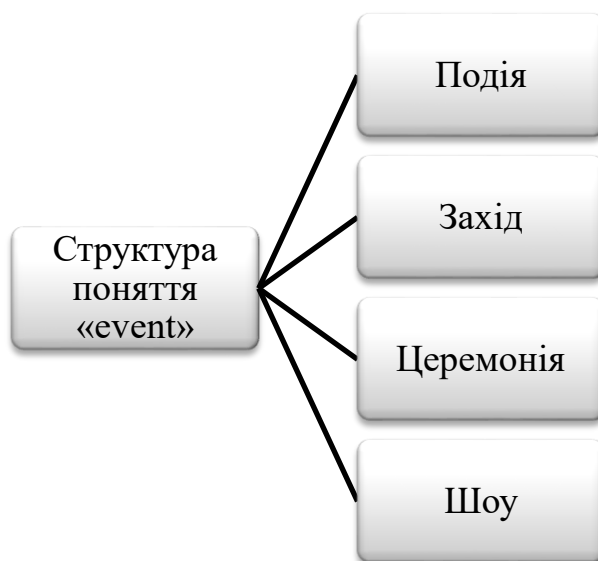 Структура
поняття
«event»
Подія
Захід
Церемонія
Шоу